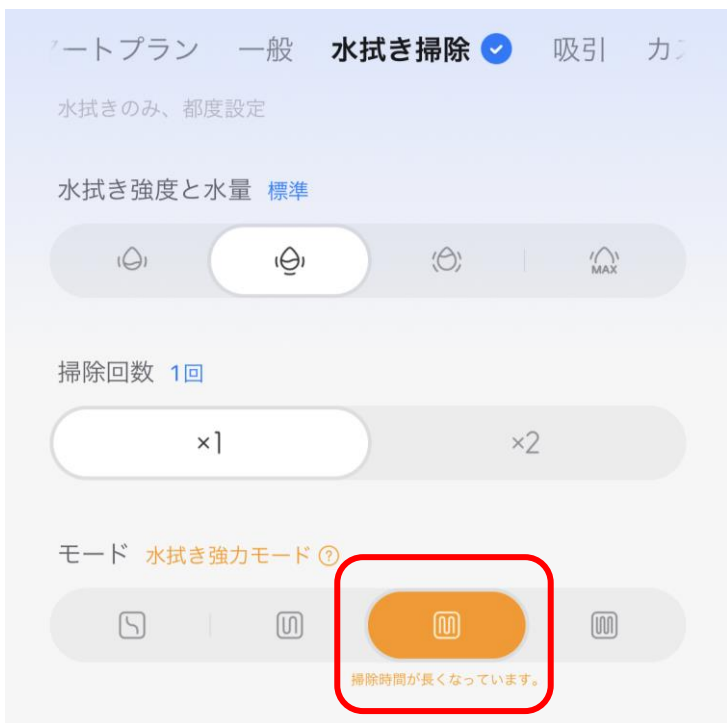 ートプラン 一般 水拭き掃除 吸引 カ
水拭きのみ、都度設定
水拭き強度と水量 標準
MAX
掃除回数 1回
×1 ×2
モード 水拭き強力モード ?
掃除時間が長くなっています。